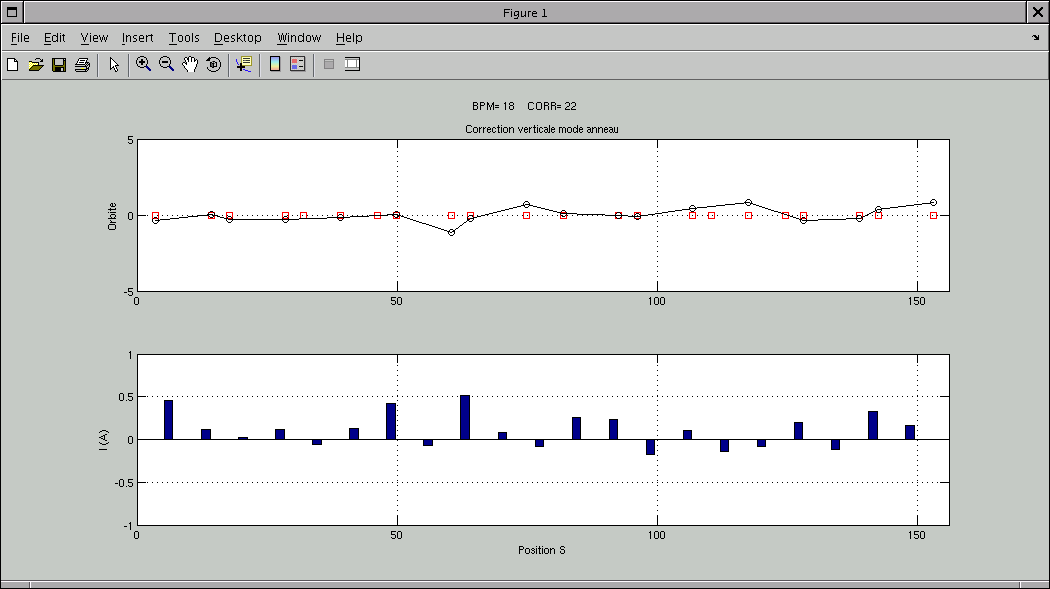 Figure 1
File Edit View Insert Tools Desktop Window Help
BPM= 18 CORR= 22
Correction verticale mode anneau
5
0
-5
Orbite
0 50 100 150
1
0.5
0
-0.5
-1
I (A)
0 50 100 150
Position S